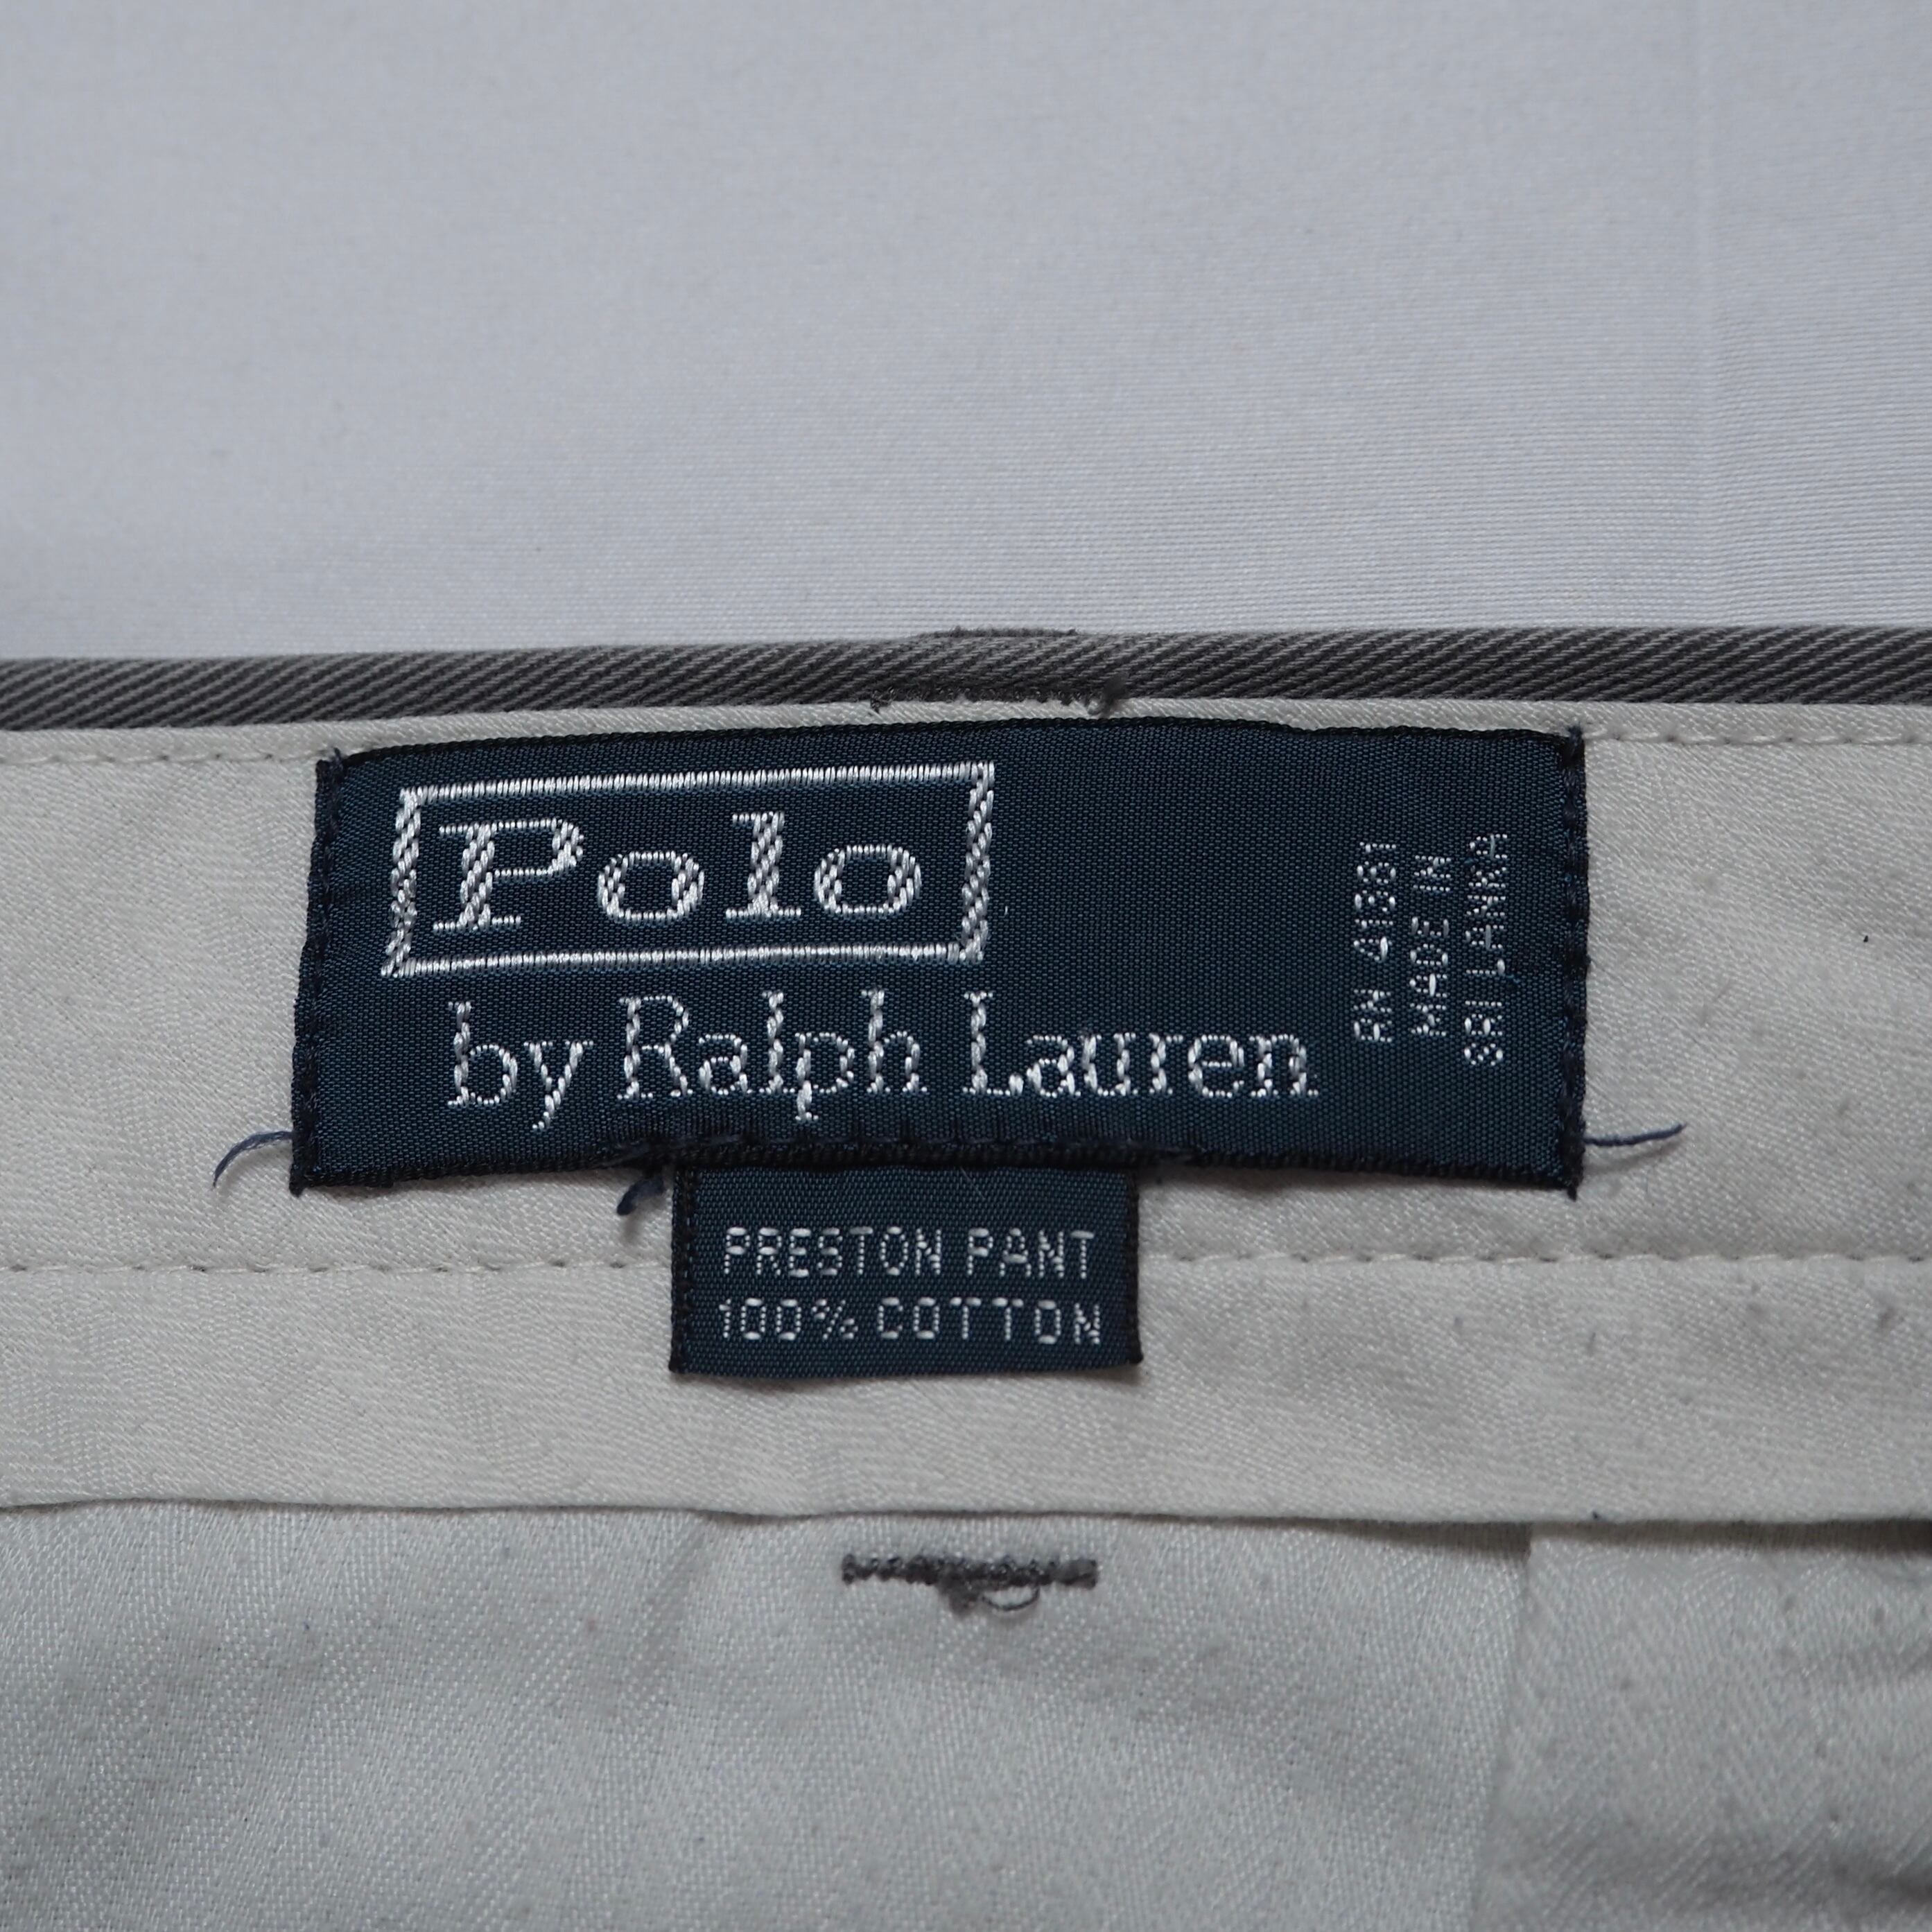 Polo
by Ralph Lauren
RN 41381
MADE IN
SRI LANKA
PRESTON PANT
100% COTTON